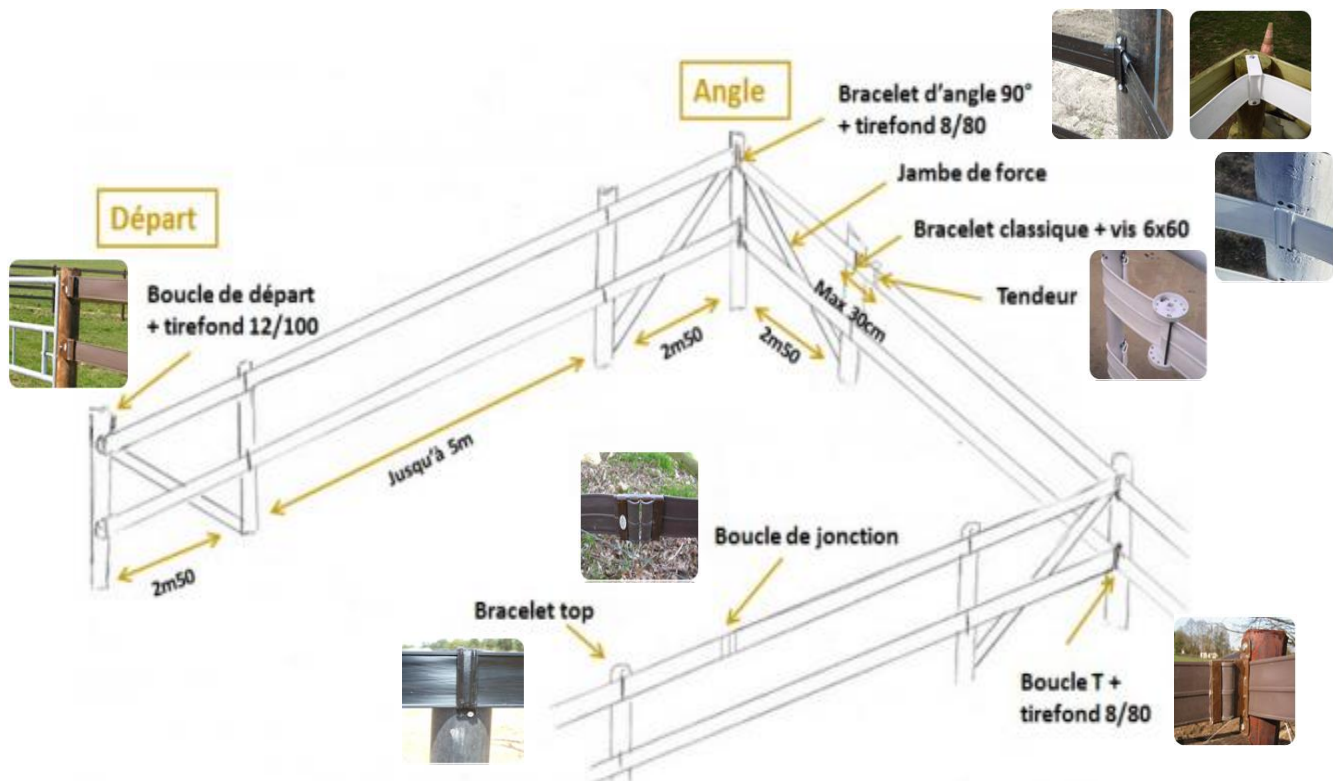 Angle
Bracelet d'angle 90°
+ tirefond 8/80
Jambe de force
Départ
Bracelet classique + vis 6x60
Boucle de départ
+ tirefond 12/100
Tendeur
Max 30cm
2m50
2m50
Jusqu'à 5m
Boucle de jonction
2m50
Bracelet top
Boucle T +
tirefond 8/80